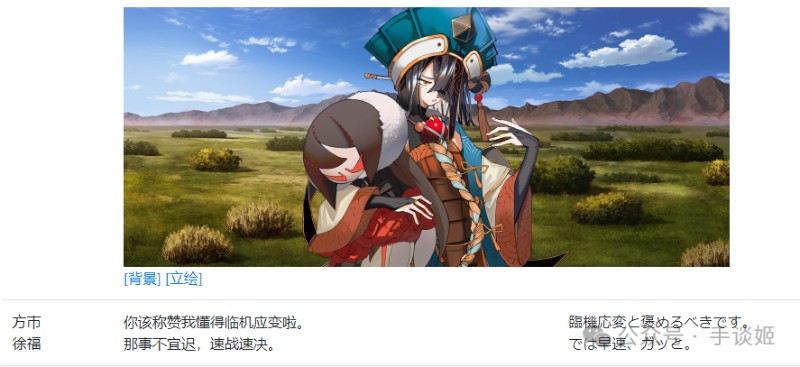 [背景] [立绘]
方市 你该称赞我懂得临机应变啦。 臨機応変と褒めるべきです。
徐福 那事不宜迟，速战速决。 では早速、ガッと。
公众号 · 手谈姬